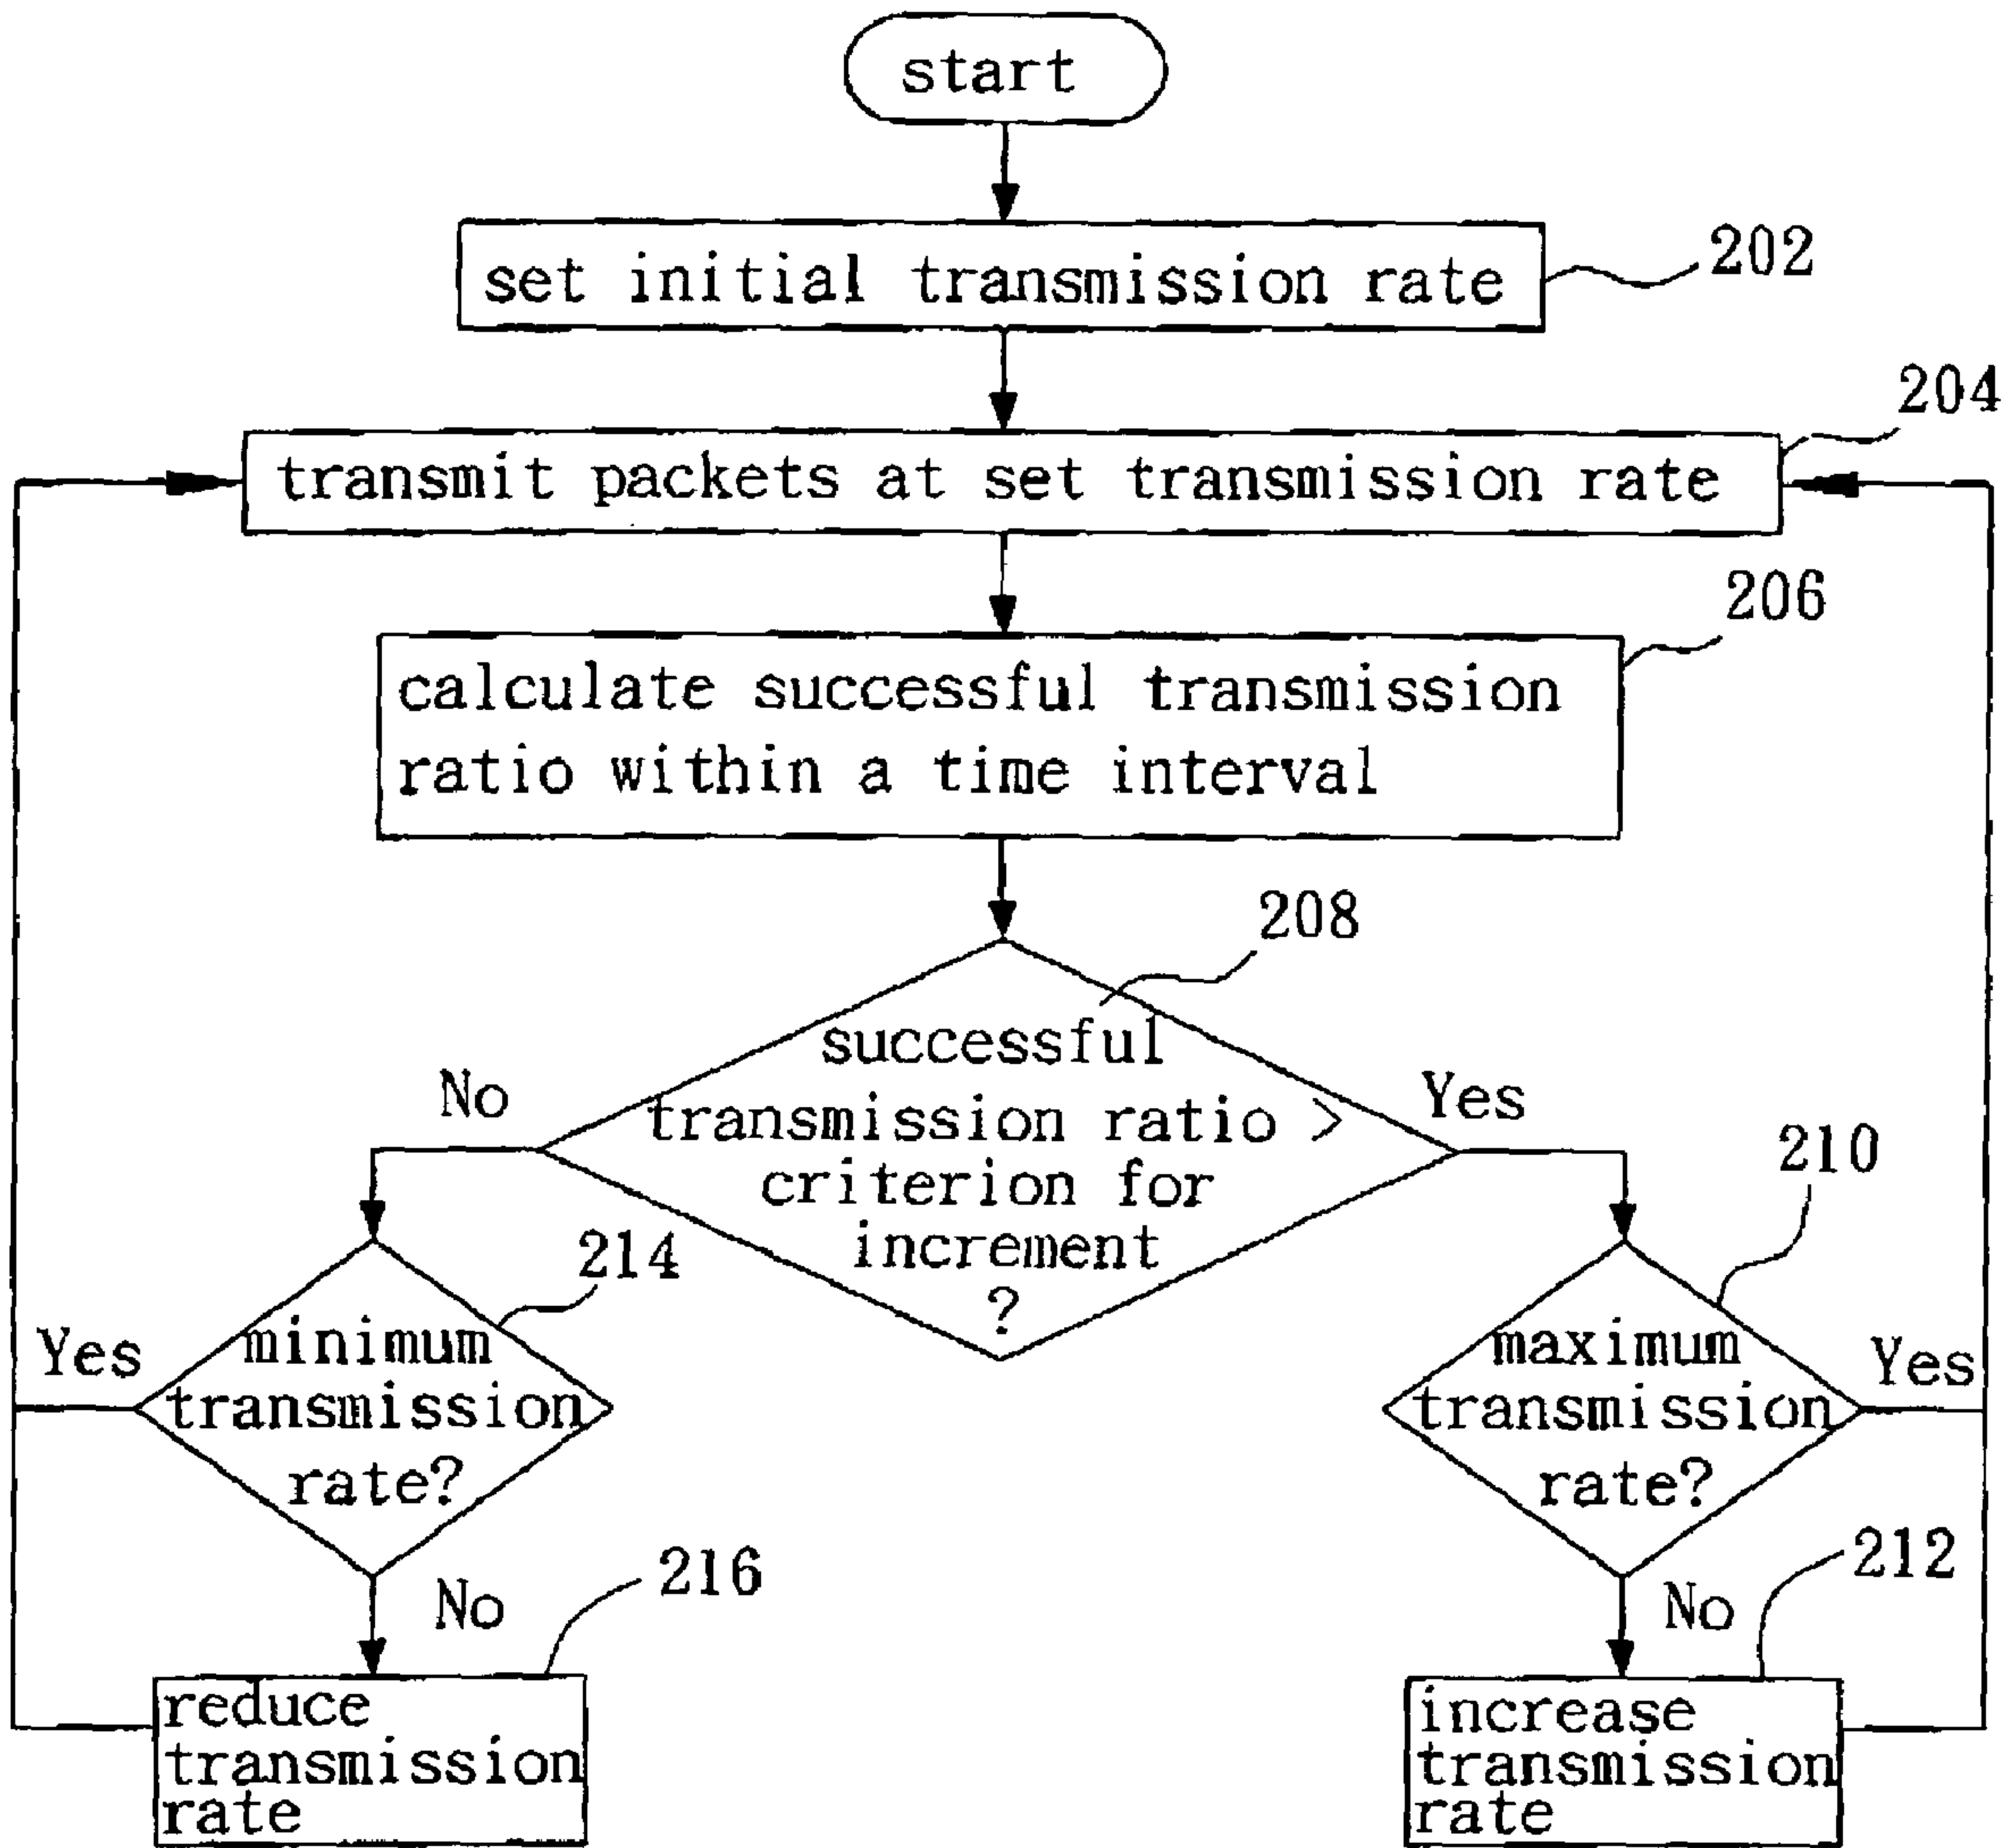 start
set initial transmission rate
202
204
transmit packets at set transmission rate
206
calculate successful transmission
ratio within a time interval
208
successful
transmission ratio >
criterion for
increment
?
No
Yes
214
minimum
transmission
rate?
Yes
No
216
reduce
transmission
rate
210
maximum
transmission
rate?
Yes
No
212
increase
transmission
rate